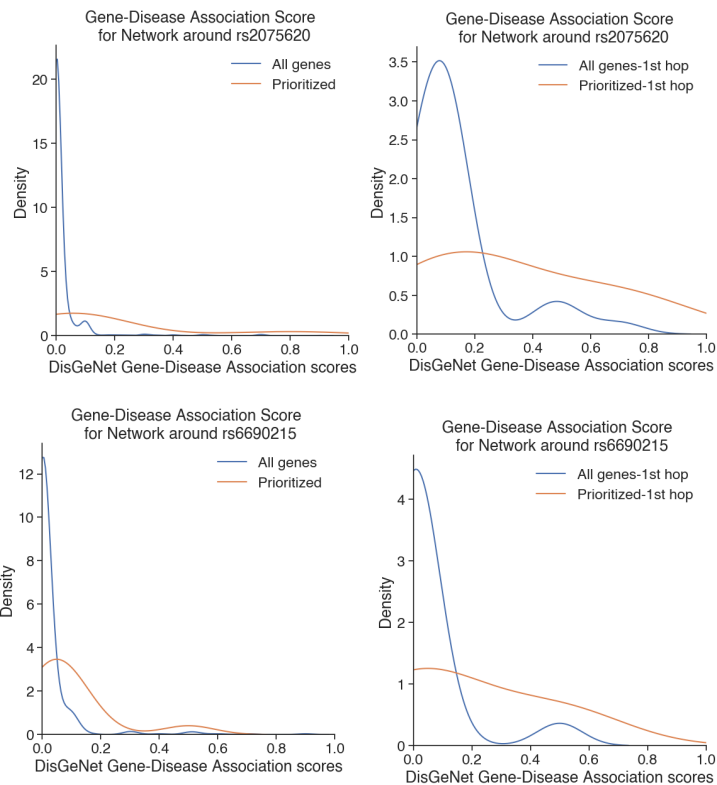 Gene-Disease Association Score
for Network around rs2075620
All genes
Prioritized
Density
20
15
10
5
0
0.0 0.2 0.4 0.6 0.8 1.0
DisGeNet Gene-Disease Association scores
Gene-Disease Association Score
for Network around rs2075620
All genes-1st hop
Prioritized-1st hop
Density
3.5
3.0
2.5
2.0
1.5
1.0
0.5
0.0
0.0 0.2 0.4 0.6 0.8 1.0
DisGeNet Gene-Disease Association scores
Gene-Disease Association Score
for Network around rs6690215
All genes
Prioritized
Density
12
10
8
6
4
2
0
0.0 0.2 0.4 0.6 0.8 1.0
DisGeNet Gene-Disease Association scores
Gene-Disease Association Score
for Network around rs6690215
All genes-1st hop
Prioritized-1st hop
Density
4
3
2
1
0
0.0 0.2 0.4 0.6 0.8 1.0
DisGeNet Gene-Disease Association scores